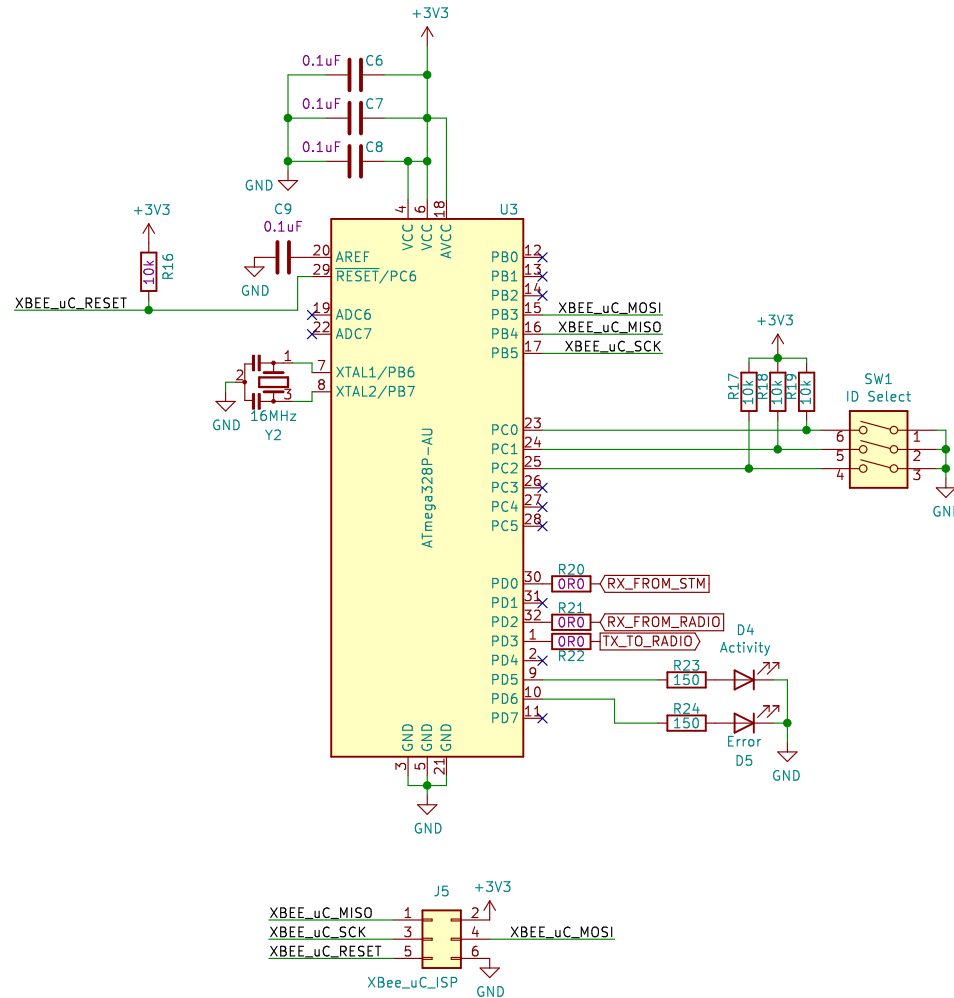 +3V3
0.1uF C6
0.1uF C7
0.1uF C8
GND
4 6 18
VCC VCC AVCC
U3
C9
0.1uF
GND
+3V3
10k R16
XBEE_uC_RESET
20 AREF
29 RESET/PC6
19 ADC6
22 ADC7
7 XTAL1/PB6
8 XTAL2/PB7
1
2
3
GND
16MHz
Y2
ATmega328P-AU
PB0 12
PB1 13
PB2 14
PB3 15 XBEE_uC_MOSI
PB4 16 XBEE_uC_MISO
PB5 17 XBEE_uC_SCK
PC0 23
PC1 24
PC2 25
PC3 26
PC4 27
PC5 28
+3V3
R17 10k R18 10k R19 10k
SW1
ID Select
6 1
5 2
4 3
GND
PD0 30 R20 0R0 RX_FROM_STM
PD1 31
PD2 32 R21 0R0 RX_FROM_RADIO
PD3 1 0R0 R22 TX_TO_RADIO
PD4 2
PD5 9 R23 150
PD6 10 R24 150
PD7 11
D4
Activity
Error
D5
GND
GND GND GND
3 5 21
GND
J5
+3V3
XBEE_uC_MISO 1 2
XBEE_uC_SCK 3 4 XBEE_uC_MOSI
XBEE_uC_RESET 5 6
XBee_uC_ISP
GND